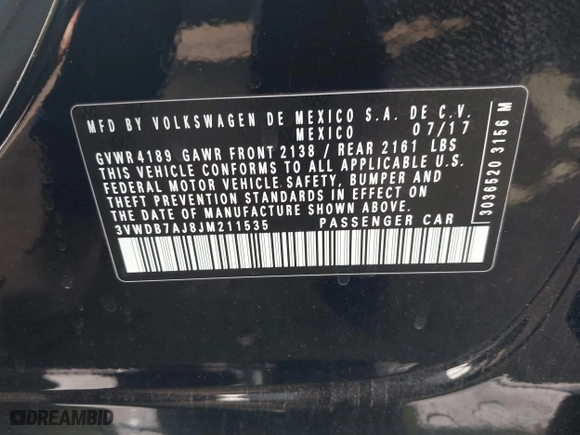 MFD BY VOLKSWAGEN DE MEXICO S.A. DE C.V.
MEXICO 07/17
GVWR 4189 GAWR FRONT 2138 / REAR 2161 LBS
THIS VEHICLE CONFORMS TO ALL APPLICABLE U.S.
FEDERAL MOTOR VEHICLE SAFETY, BUMPER AND
THEFT PREVENTION STANDARDS IN EFFECT ON
DATE OF MANUFACTURE SHOWN ABOVE.
3VWDB7AJ8JM211535 PASSENGER CAR
3036520 3156 M
DREAMBID